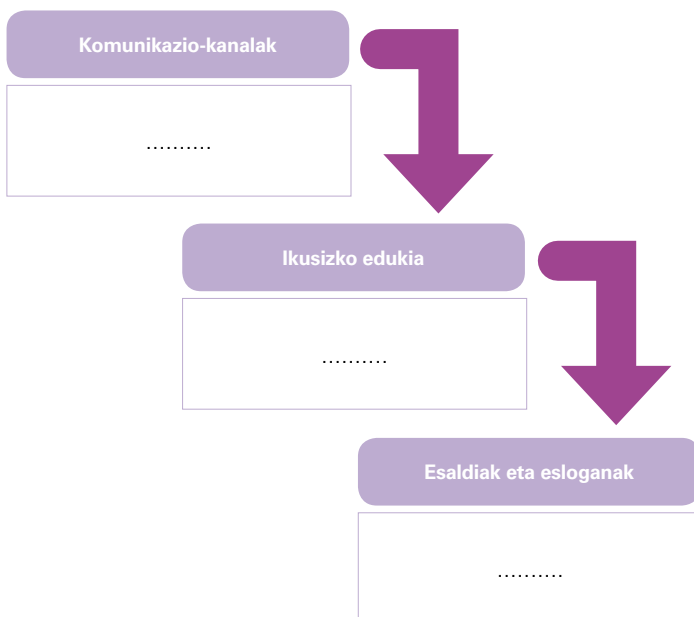 Komunikazio-kanalak
..........
Ikusizko edukia
..........
Esaldiak eta esloganak
..........